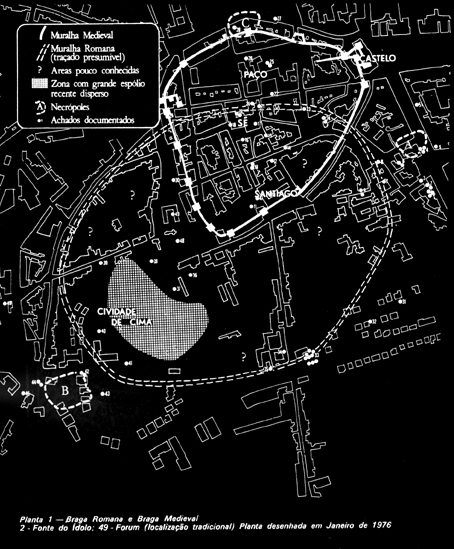 Muralha Medieval
Muralha Romana
(traçado presumível)
? Areas pouco conhecidas
Zona com grande espólio
recente disperso
A Necrópoles
Achados documentados
C
PAÇO
CASTELO
SÉ
A
SANTIAGO
CIVIDADE
DE CIMA
B
Planta 1 — Braga Romana e Braga Medieval
2 - Fonte do Ídolo; 49 - Forum (localização tradicional) Planta desenhada em Janeiro de 1976